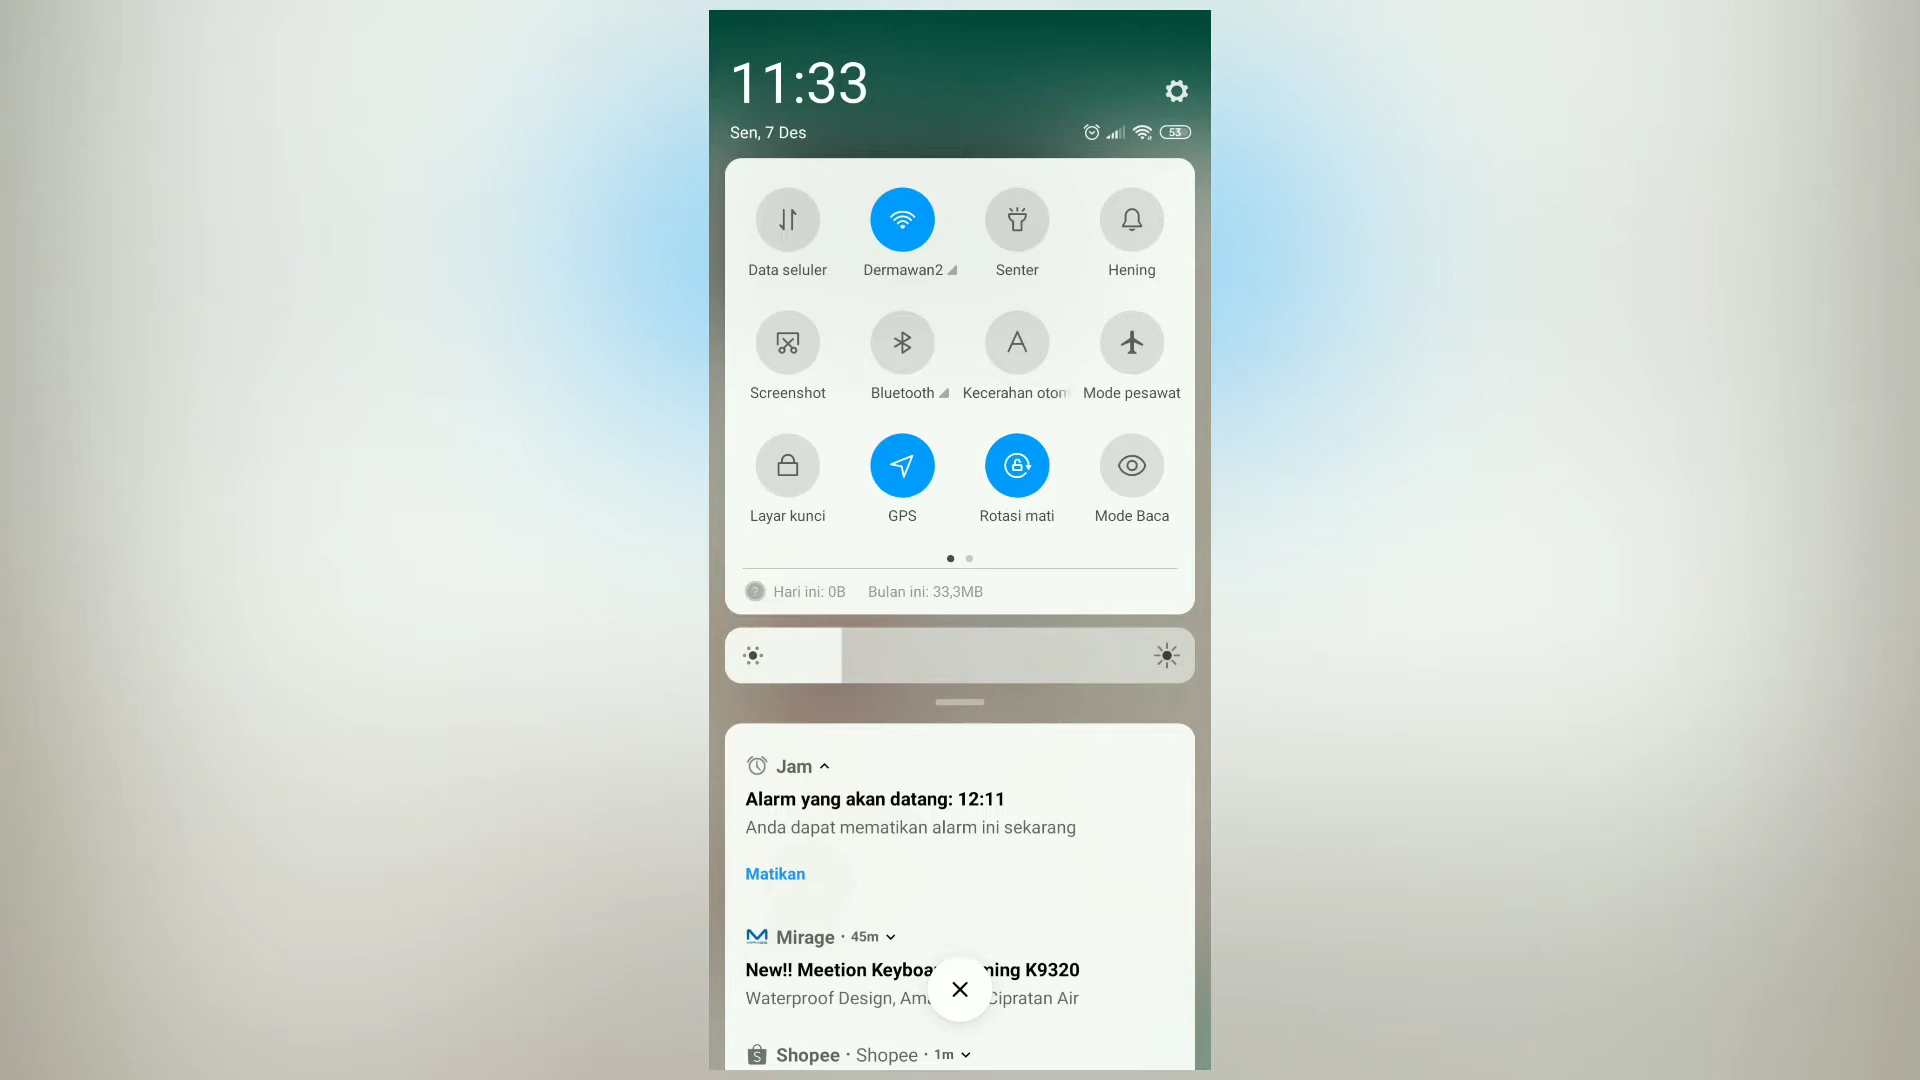 11:33
Sen, 7 Des
53
Data seluler
Dermawan2
Senter
Hening
Screenshot
Bluetooth
Kecerahan otom
Mode pesawat
Layar kunci
GPS
Rotasi mati
Mode Baca
Hari ini: 0B Bulan ini: 33,3MB
Jam
Alarm yang akan datang: 12:11
Anda dapat mematikan alarm ini sekarang
Matikan
Mirage · 45m
New!! Meetion K9320
Waterproof Design, Cipratan Air
Shopee · Shopee · 1m